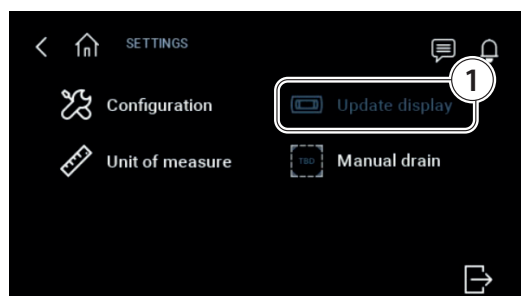 SETTINGS
1
Configuration
Update display
Unit of measure
TBD
Manual drain